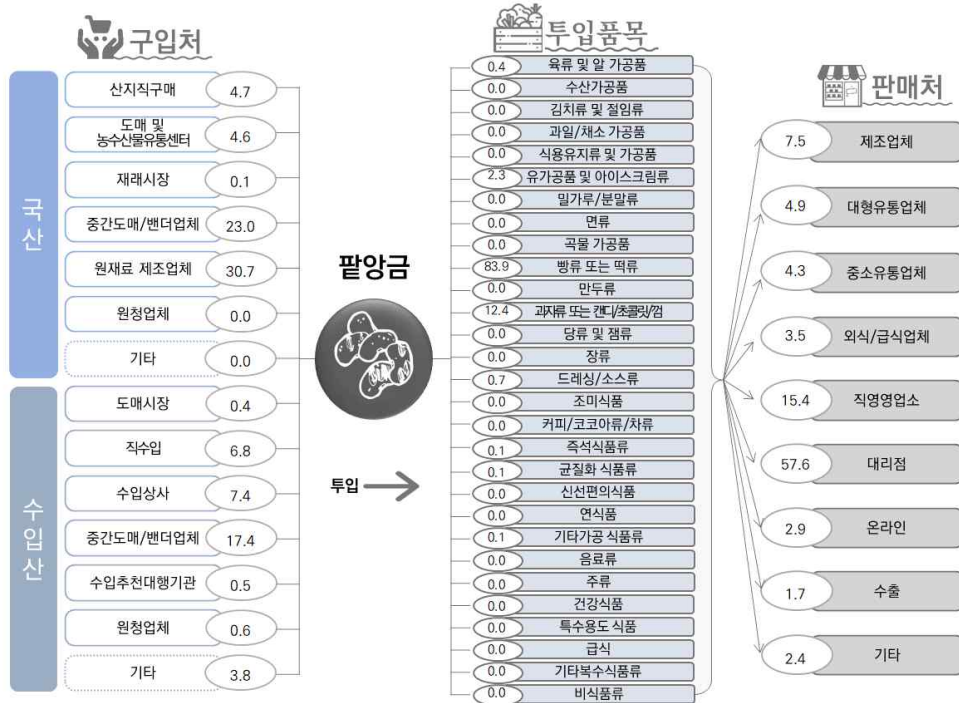 구입처
국산
산지직구매 4.7
도매 및
농수산물유통센터 4.6
재래시장 0.1
중간도매/밴더업체 23.0
원재료 제조업체 30.7
원청업체 0.0
기타 0.0
수입산
도매시장 0.4
직수입 6.8
수입상사 7.4
중간도매/밴더업체 17.4
수입추천대행기관 0.5
원청업체 0.6
기타 3.8
팥앙금
투입
투입품목
0.4 육류 및 알 가공품
0.0 수산가공품
0.0 김치류 및 절임류
0.0 과일/채소 가공품
0.0 식용유지류 및 가공품
2.3 유가공품 및 아이스크림류
0.0 밀가루/분말류
0.0 면류
0.0 곡물 가공품
83.9 빵류 또는 떡류
0.0 만두류
12.4 과자류 또는 캔디/초콜릿/껌
0.0 당류 및 잼류
0.0 장류
0.7 드레싱/소스류
0.0 조미식품
0.0 커피/코코아류/차류
0.1 즉석식품류
0.1 균질화 식품류
0.0 신선편의식품
0.0 연식품
0.1 기타가공 식품류
0.0 음료류
0.0 주류
0.0 건강식품
0.0 특수용도 식품
0.0 급식
0.0 기타복수식품류
0.0 비식품류
판매처
7.5 제조업체
4.9 대형유통업체
4.3 중소유통업체
3.5 외식/급식업체
15.4 직영영업소
57.6 대리점
2.9 온라인
1.7 수출
2.4 기타